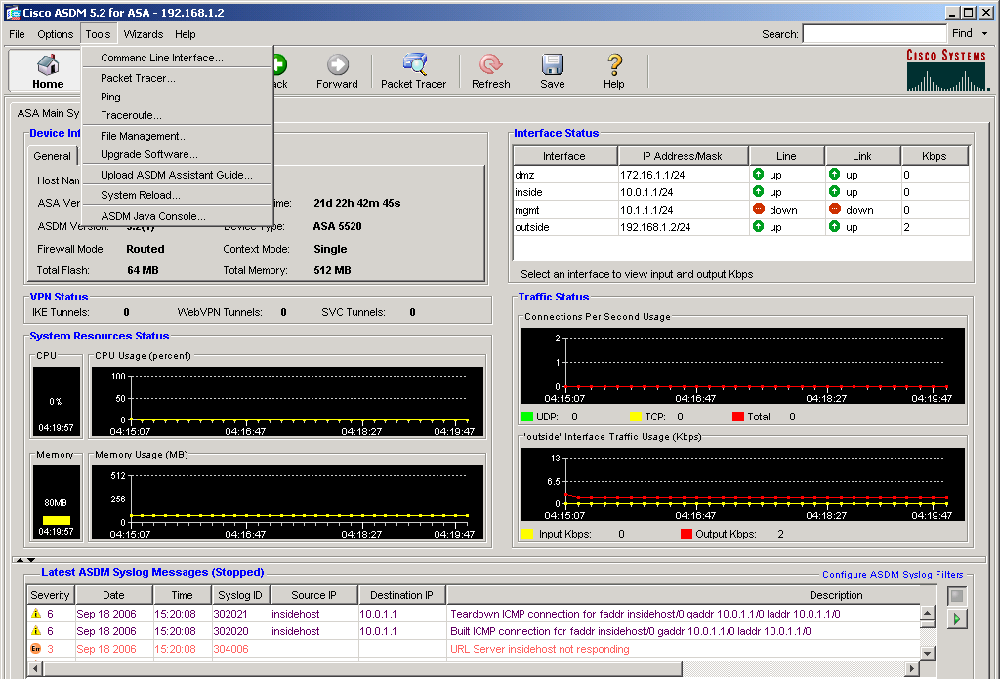 Cisco ASDM 5.2 for ASA - 192.168.1.2
File Options Tools Wizards Help Search: Find
Command Line Interface...
Packet Tracer...
Ping...
Traceroute...
File Management...
Upgrade Software...
Upload ASDM Assistant Guide...
System Reload...
ASDM Java Console...
Home ack Forward Packet Tracer Refresh Save Help
CISCO SYSTEMS
ASA Main Sy
Device Inf
General
Host Nam
ASA Ver ime: 21d 22h 42m 45s
ASDM Version: 5.2(1) Device Type: ASA 5520
Firewall Mode: Routed Context Mode: Single
Total Flash: 64 MB Total Memory: 512 MB
Interface Status
Interface IP Address/Mask Line Link Kbps
dmz 172.16.1.1/24 up up 0
inside 10.0.1.1/24 up up 0
mgmt 10.1.1.1/24 down down 0
outside 192.168.1.2/24 up up 2
Select an interface to view input and output Kbps
VPN Status
IKE Tunnels: 0 WebVPN Tunnels: 0 SVC Tunnels: 0
System Resources Status
CPU
0%
04:19:57
CPU Usage (percent)
100
50
0
04:15:07 04:16:47 04:18:27 04:19:47
Memory
80MB
04:19:57
Memory Usage (MB)
512
256
0
04:15:07 04:16:47 04:18:27 04:19:47
Traffic Status
Connections Per Second Usage
2
1
0
04:15:07 04:16:47 04:18:27 04:19:47
UDP: 0 TCP: 0 Total: 0
'outside' Interface Traffic Usage (Kbps)
13
6.5
0
04:15:07 04:16:47 04:18:27 04:19:47
Input Kbps: 0 Output Kbps: 2
Latest ASDM Syslog Messages (Stopped) Configure ASDM Syslog Filters
Severity Date Time Syslog ID Source IP Destination IP Description
6 Sep 18 2006 15:20:08 302021 insidehost 10.0.1.1 Teardown ICMP connection for faddr insidehost/0 gaddr 10.0.1.1/0 laddr 10.0.1.1/0
6 Sep 18 2006 15:20:08 302020 insidehost 10.0.1.1 Built ICMP connection for faddr insidehost/0 gaddr 10.0.1.1/0 laddr 10.0.1.1/0
Err 3 Sep 18 2006 15:20:08 304006 URL Server insidehost not responding